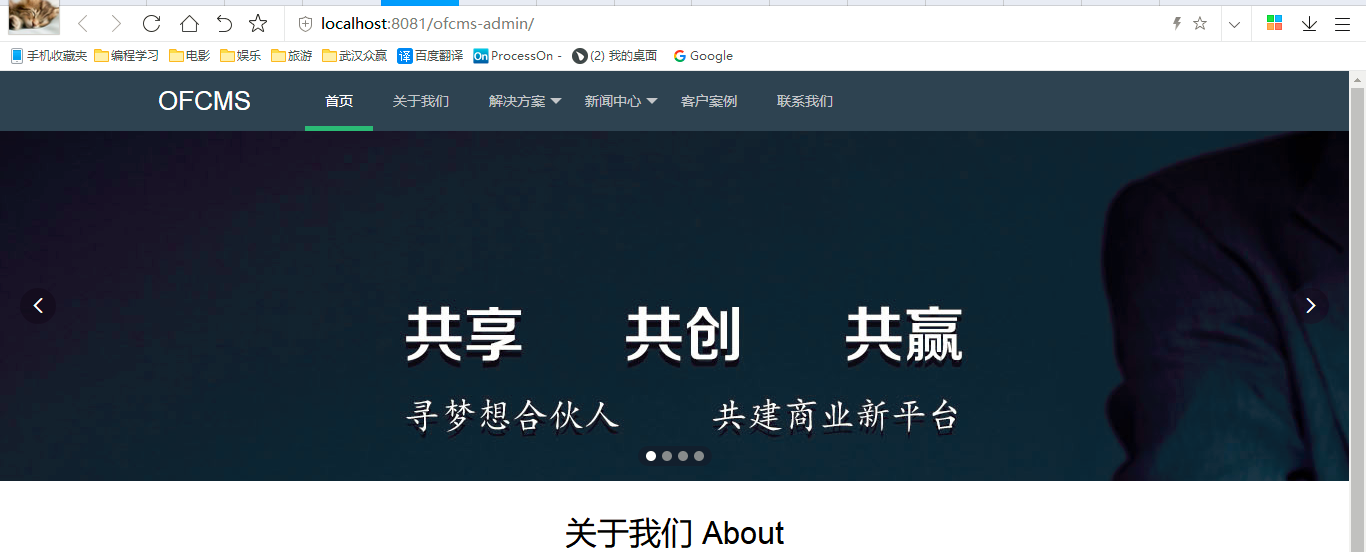 localhost:8081/ofcms-admin/
手机收藏夹 编程学习 电影 娱乐 旅游 武汉众赢 译 百度翻译 On ProcessOn - (2) 我的桌面 G Google
OFCMS 首页 关于我们 解决方案 新闻中心 客户案例 联系我们
共享 共创 共赢
寻梦想合伙人 共建商业新平台
关于我们 About